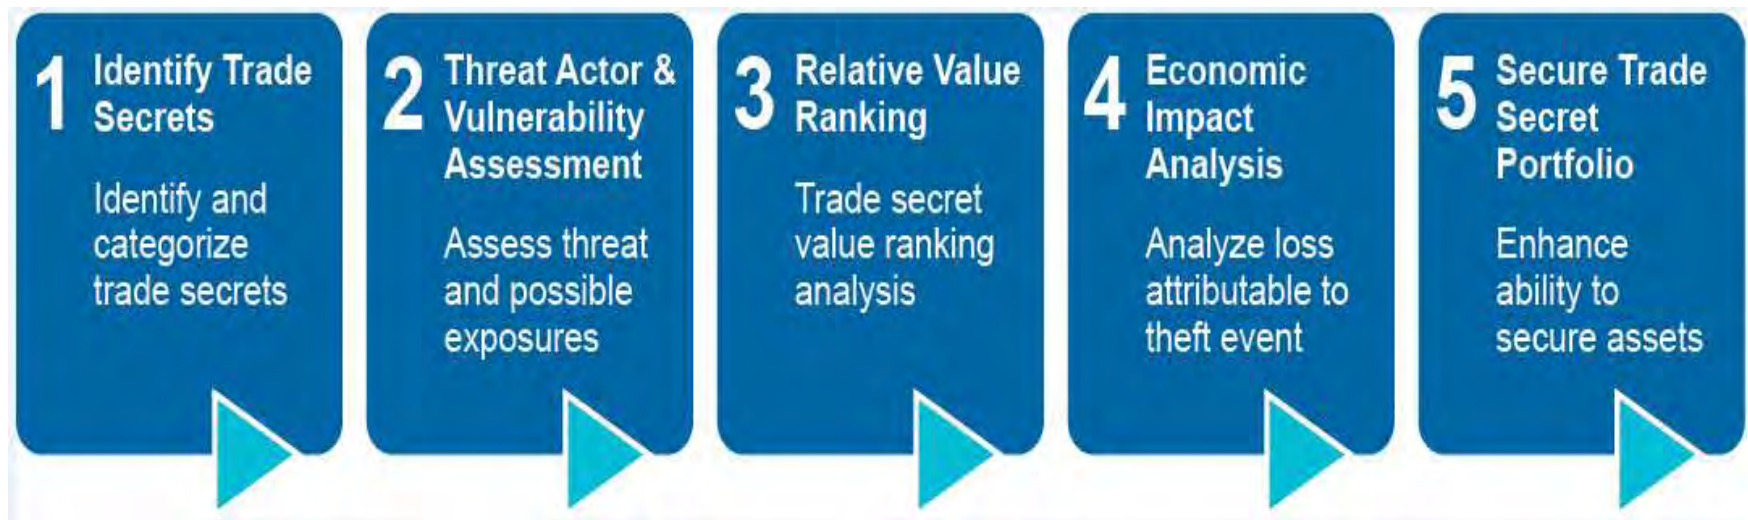 1
Identify Trade
Secrets
Identify and
categorize
trade secrets
2
Threat Actor &
Vulnerability
Assessment
Assess threat
and possible
exposures
3
Relative Value
Ranking
Trade secret
value ranking
analysis
4
Economic
Impact
Analysis
Analyze loss
attributable to
theft event
5
Secure Trade
Secret
Portfolio
Enhance
ability to
secure assets